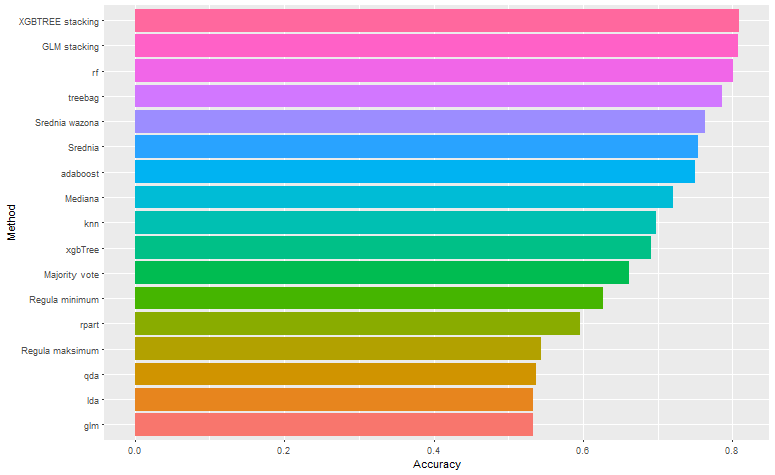 XGBTREE stacking
GLM stacking
rf
treebag
Srednia wazona
Srednia
adaboost
Mediana
knn
xgbTree
Majority vote
Regula minimum
rpart
Regula maksimum
qda
lda
glm
Method
0.0 0.2 0.4 0.6 0.8
Accuracy